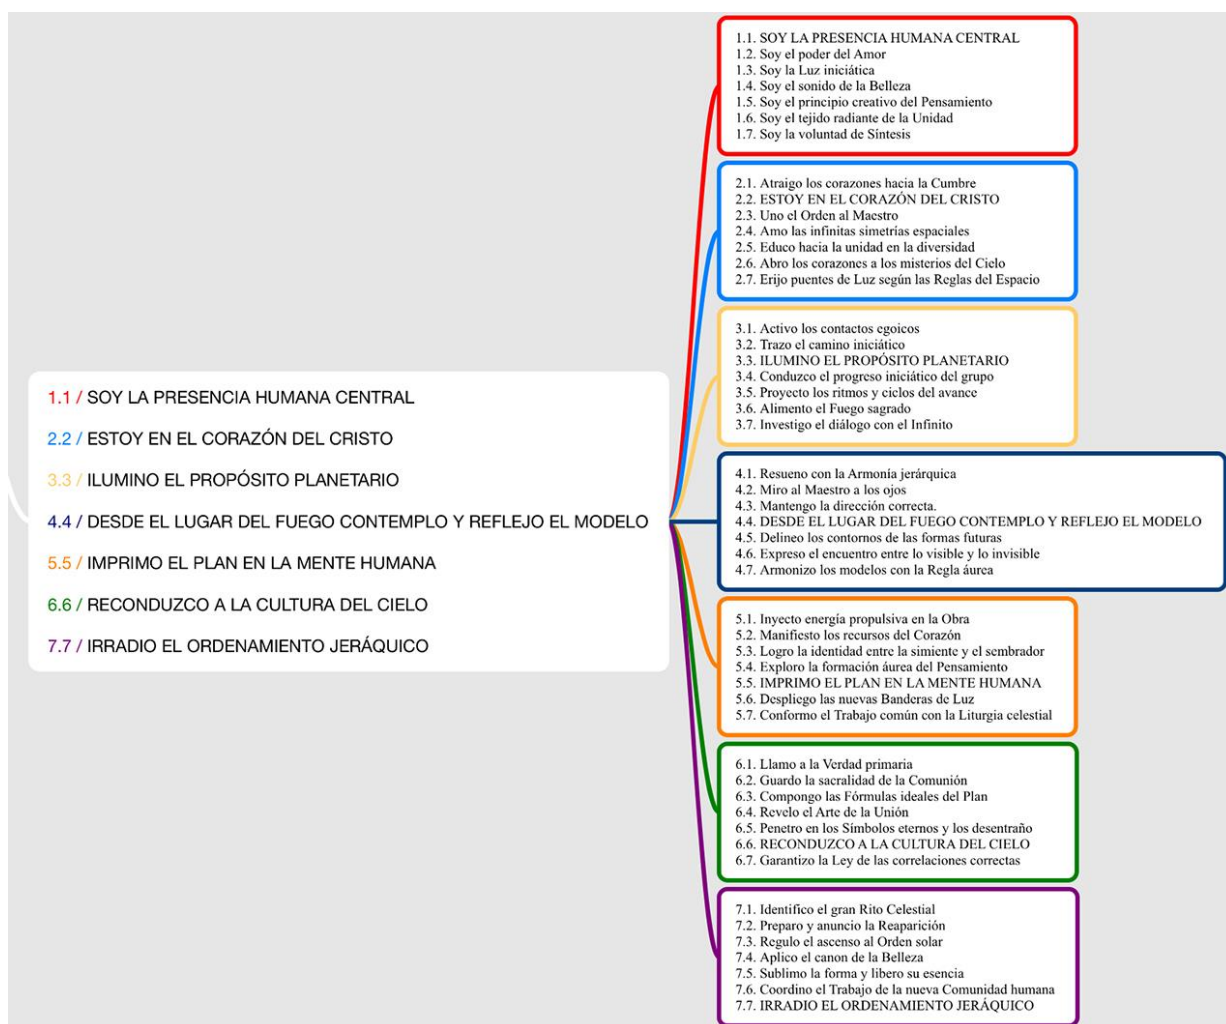 1.1 / SOY LA PRESENCIA HUMANA CENTRAL
2.2 / ESTOY EN EL CORAZÓN DEL CRISTO
3.3 / ILUMINO EL PROPÓSITO PLANETARIO
4.4 / DESDE EL LUGAR DEL FUEGO CONTEMPLO Y REFLEJO EL MODELO
5.5 / IMPRIMO EL PLAN EN LA MENTE HUMANA
6.6 / RECONDUZCO A LA CULTURA DEL CIELO
7.7 / IRRADIO EL ORDENAMIENTO JERÁQUICO
1.1. SOY LA PRESENCIA HUMANA CENTRAL
1.2. Soy el poder del Amor
1.3. Soy la Luz iniciática
1.4. Soy el sonido de la Belleza
1.5. Soy el principio creativo del Pensamiento
1.6. Soy el tejido radiante de la Unidad
1.7. Soy la voluntad de Síntesis
2.1. Atraigo los corazones hacia la Cumbre
2.2. ESTOY EN EL CORAZÓN DEL CRISTO
2.3. Uno el Orden al Maestro
2.4. Amo las infinitas simetrías espaciales
2.5. Educo hacia la unidad en la diversidad
2.6. Abro los corazones a los misterios del Cielo
2.7. Erijo puentes de Luz según las Reglas del Espacio
3.1. Activo los contactos egoicos
3.2. Trazo el camino iniciático
3.3. ILUMINO EL PROPÓSITO PLANETARIO
3.4. Conduzco el progreso iniciático del grupo
3.5. Proyecto los ritmos y ciclos del avance
3.6. Alimento el Fuego sagrado
3.7. Investigo el diálogo con el Infinito
4.1. Resueno con la Armonía jerárquica
4.2. Miro al Maestro a los ojos
4.3. Mantengo la dirección correcta.
4.4. DESDE EL LUGAR DEL FUEGO CONTEMPLO Y REFLEJO EL MODELO
4.5. Delineo los contornos de las formas futuras
4.6. Expreso el encuentro entre lo visible y lo invisible
4.7. Armonizo los modelos con la Regla áurea
5.1. Inyecto energía propulsiva en la Obra
5.2. Manifiesto los recursos del Corazón
5.3. Logro la identidad entre la simiente y el sembrador
5.4. Exploro la formación áurea del Pensamiento
5.5. IMPRIMO EL PLAN EN LA MENTE HUMANA
5.6. Despliego las nuevas Banderas de Luz
5.7. Conformo el Trabajo común con la Liturgia celestial
6.1. Llamo a la Verdad primaria
6.2. Guardo la sacralidad de la Comunión
6.3. Compongo las Fórmulas ideales del Plan
6.4. Revelo el Arte de la Unión
6.5. Penetro en los Símbolos eternos y los desentraño
6.6. RECONDUZCO A LA CULTURA DEL CIELO
6.7. Garantizo la Ley de las correlaciones correctas
7.1. Identifico el gran Rito Celestial
7.2. Preparo y anuncio la Reaparición
7.3. Regulo el ascenso al Orden solar
7.4. Aplico el canon de la Belleza
7.5. Sublimo la forma y libero su esencia
7.6. Coordino el Trabajo de la nueva Comunidad humana
7.7. IRRADIO EL ORDENAMIENTO JERÁQUICO